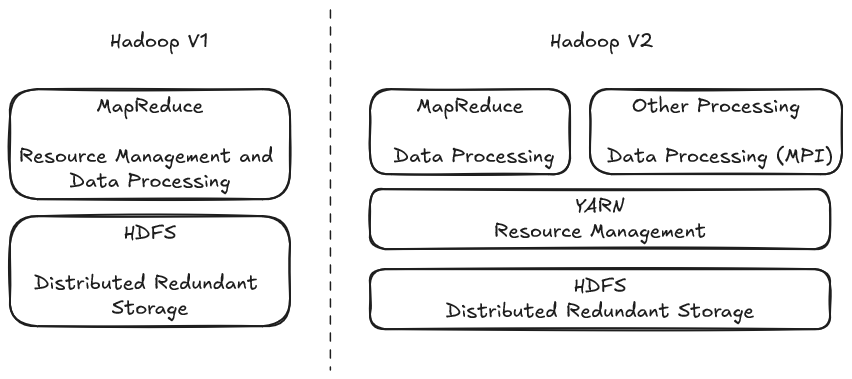 Hadoop V1
MapReduce
Resource Management and
Data Processing
HDFS
Distributed Redundant
Storage
Hadoop V2
MapReduce
Data Processing
Other Processing
Data Processing (MPI)
YARN
Resource Management
HDFS
Distributed Redundant Storage